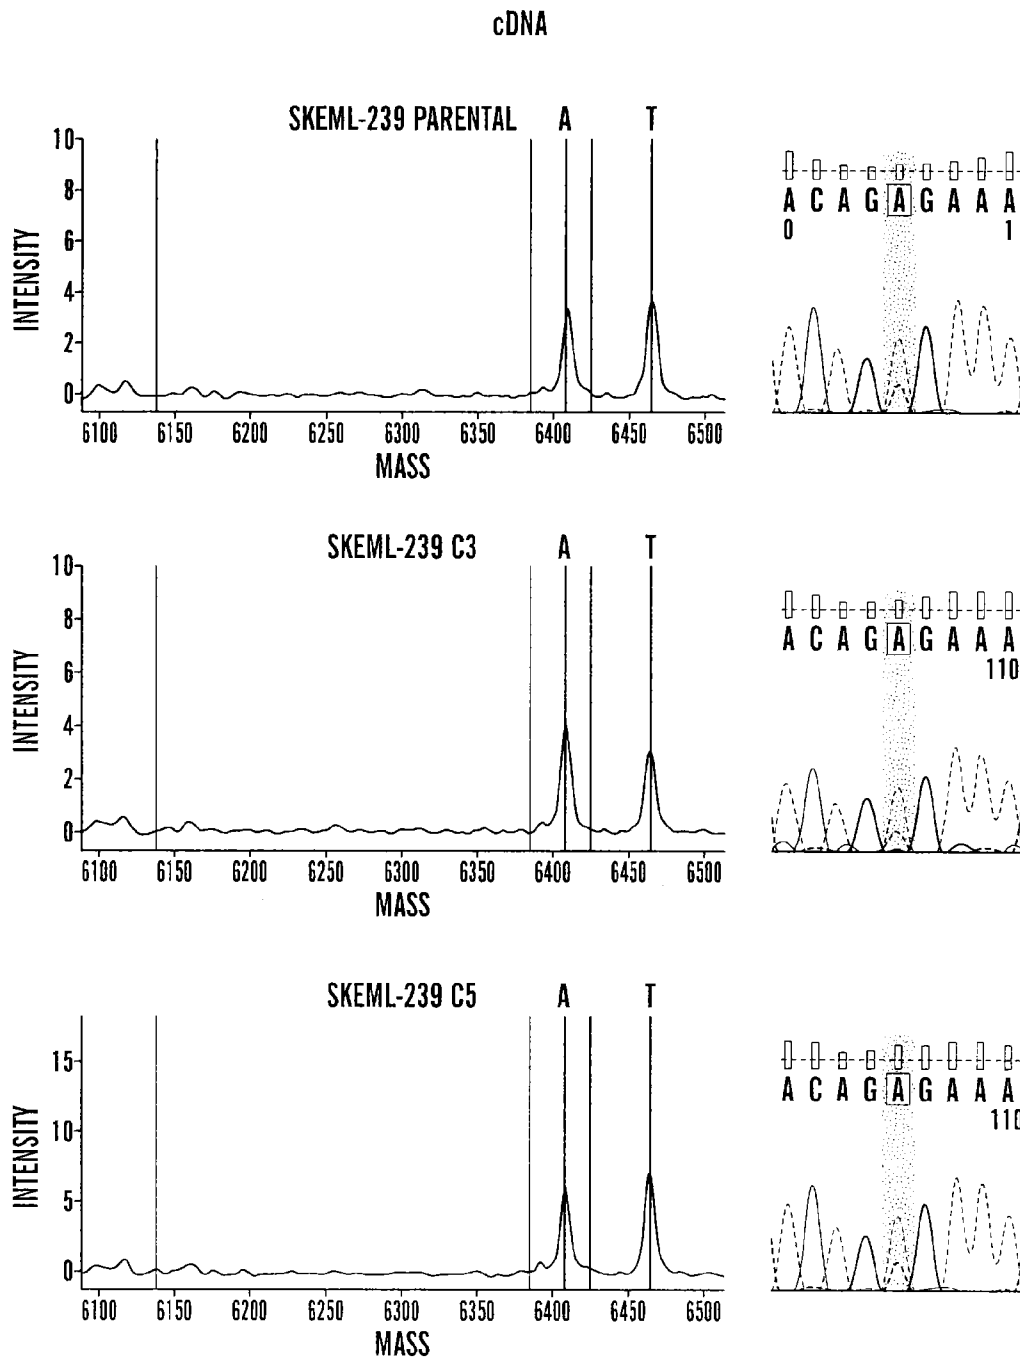 cDNA
SKEML-239 PARENTAL A T
10
8
6
4
2
0
INTENSITY
6100 6150 6200 6250 6300 6350 6400 6450 6500
MASS
A C A G A G A A A
0 1
SKEML-239 C3 A T
10
8
6
4
2
0
INTENSITY
6100 6150 6200 6250 6300 6350 6400 6450 6500
MASS
A C A G A G A A A
110
SKEML-239 C5 A T
15
10
5
0
INTENSITY
6100 6150 6200 6250 6300 6350 6400 6450 6500
MASS
A C A G A G A A A
110